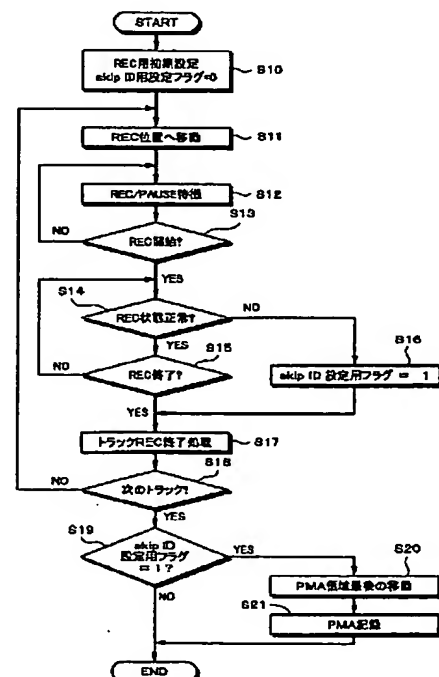 START
REC用初期設定
skip ID用設定フラグ=0
S10
REC位置へ移動
S11
REC/PAUSE待機
S12
S13
NO
REC開始?
YES
S14
REC状態正常?
NO
S15
YES
S16
NO
REC終了?
skip ID 設定用フラグ = 1
YES
トラックREC終了処理
S17
S18
NO
次のトラック?
S19
YES
skip ID
設定用フラグ
= 1?
YES
S20
PMA領域最後の移動
NO
S21
PMA記録
END